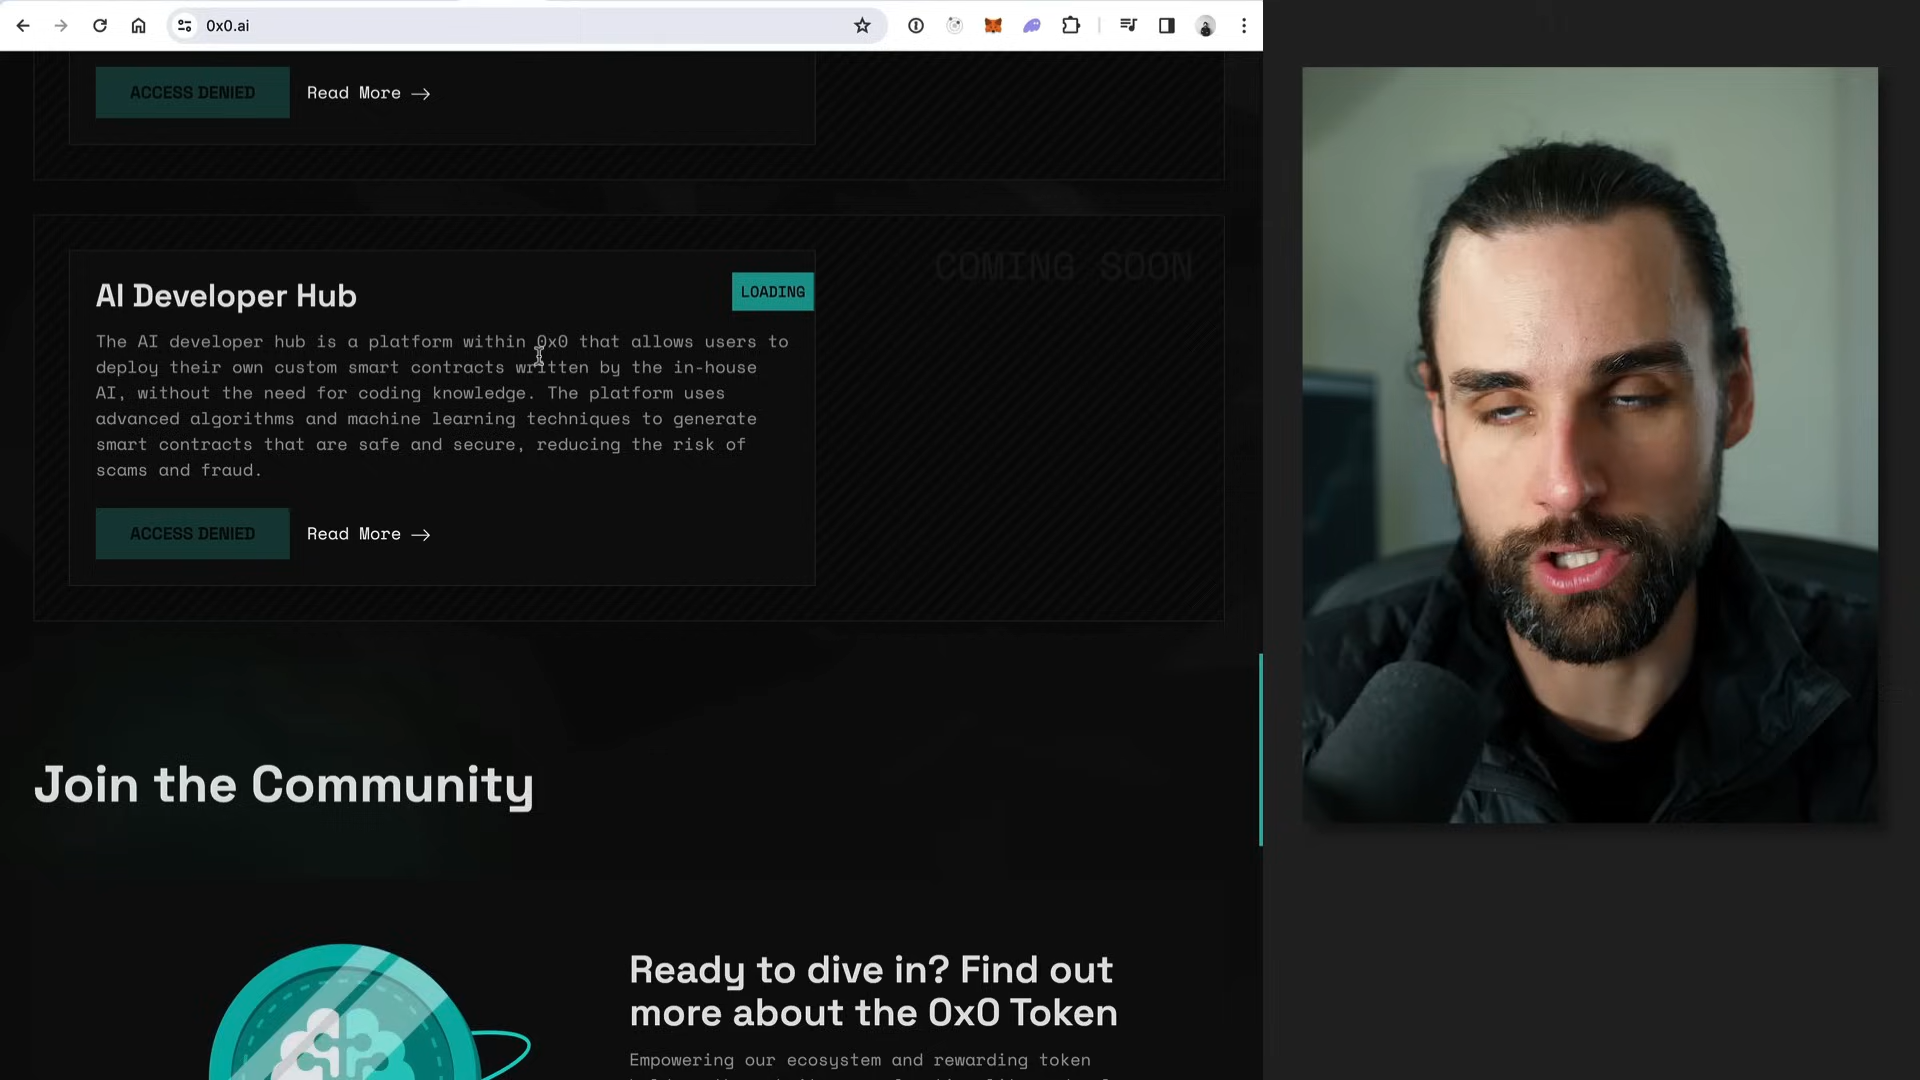 0x0.ai
ACCESS DENIED
Read More →
COMING SOON
AI Developer Hub
LOADING
The AI developer hub is a platform within 0x0 that allows users to
deploy their own custom smart contracts written by the in-house
AI, without the need for coding knowledge. The platform uses
advanced algorithms and machine learning techniques to generate
smart contracts that are safe and secure, reducing the risk of
scams and fraud.
ACCESS DENIED
Read More →
Join the Community
Ready to dive in? Find out
more about the 0x0 Token
Empowering our ecosystem and rewarding token